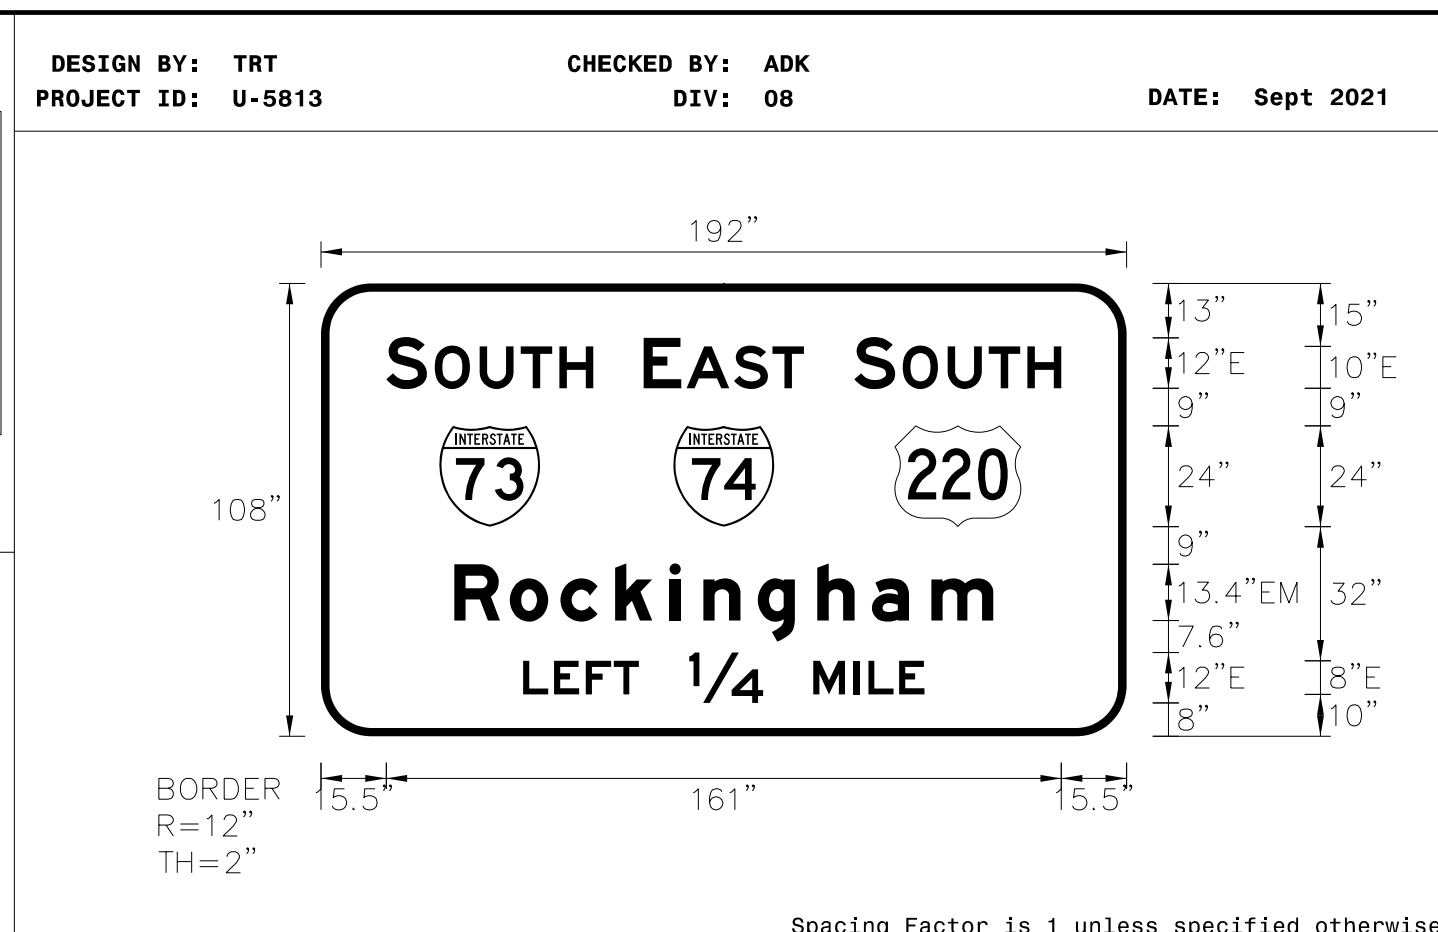 DESIGN BY: TRT CHECKED BY: ADK
PROJECT ID: U-5813 DIV: 08 DATE: Sept 2021
192”
13” 15”
SOUTH EAST SOUTH
12”E 10”E
9” 9”
INTERSTATE INTERSTATE
73 74 220
24” 24”
108”
9”
Rockingham
13.4”EM 32”
7.6”
LEFT 1/4 MILE
12”E 8”E
8” 10”
15.5” 161” 15.5”
BORDER
R=12”
TH=2”
Spacing Factor is 1 unless specified otherwise